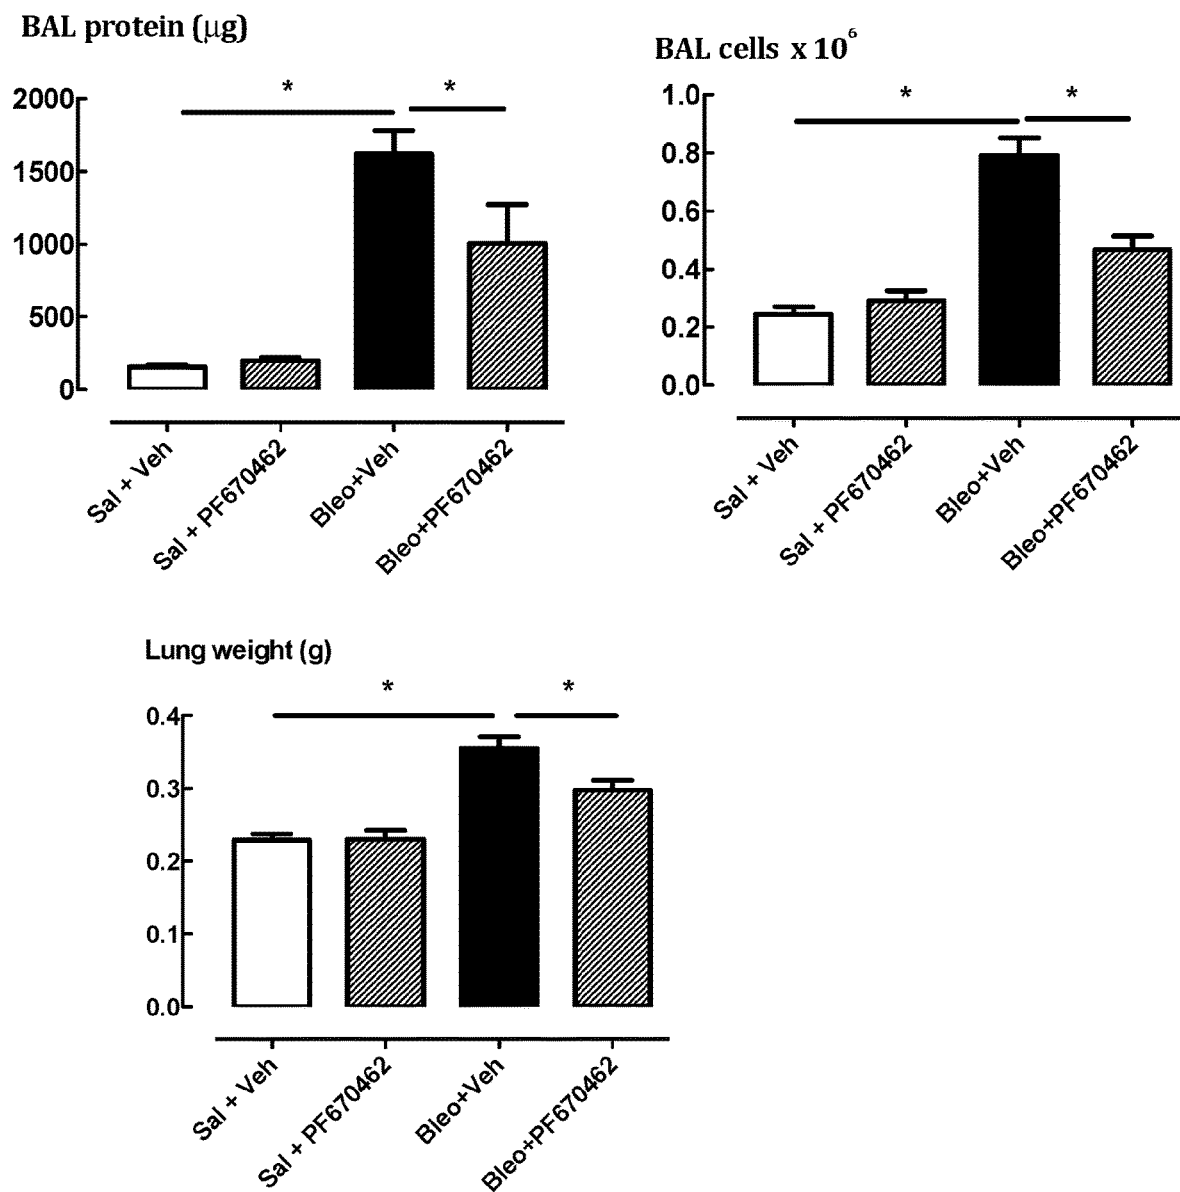 BAL protein (μg)
*
*
2000
1500
1000
500
0
Sal + Veh
Sal + PF670462
Bleo+Veh
Bleo+PF670462
BAL cells x 10⁶
*
*
1.0
0.8
0.6
0.4
0.2
0.0
Sal + Veh
Sal + PF670462
Bleo+Veh
Bleo+PF670462
Lung weight (g)
*
*
0.4
0.3
0.2
0.1
0.0
Sal + Veh
Sal + PF670462
Bleo+Veh
Bleo+PF670462